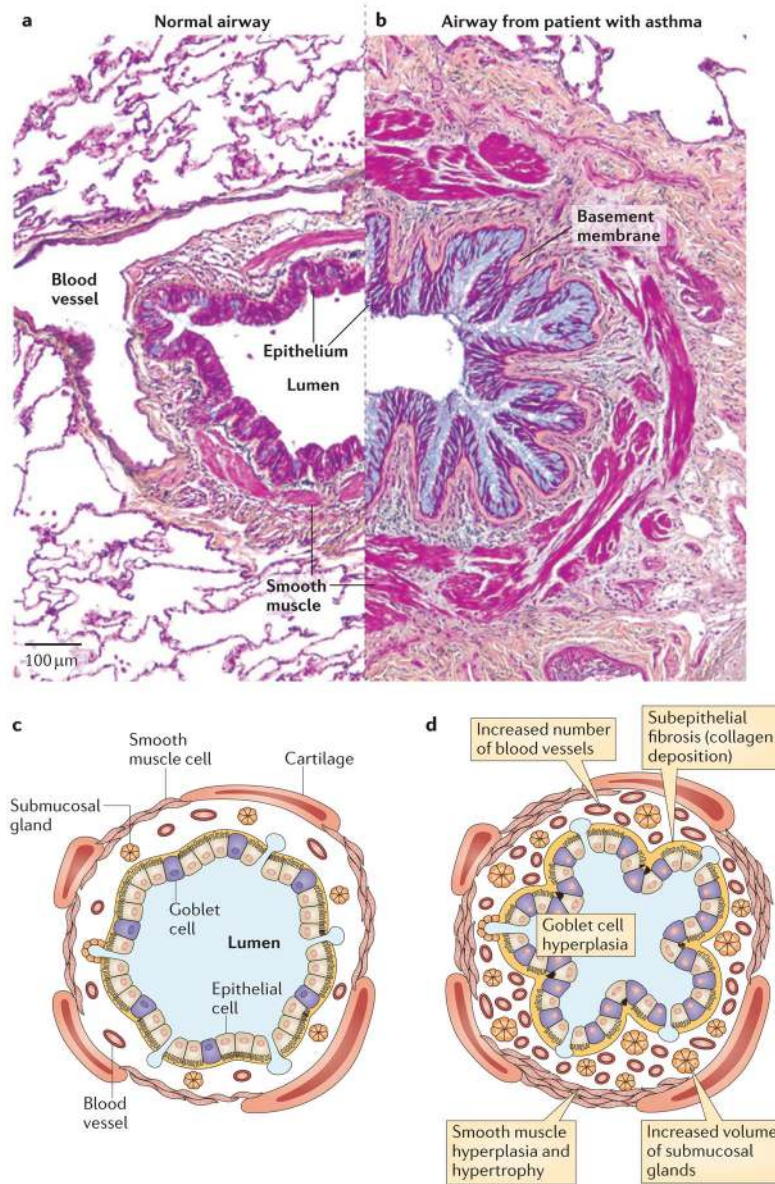 a
Normal airway
b
Airway from patient with asthma
Basement
membrane
Blood
vessel
Epithelium
Lumen
Smooth
muscle
100 µm
c
Smooth
muscle cell
Cartilage
Submucosal
gland
Goblet
cell
Lumen
Epithelial
cell
Blood
vessel
d
Increased number
of blood vessels
Subepithelial
fibrosis (collagen
deposition)
Goblet cell
hyperplasia
Smooth muscle
hyperplasia and
hypertrophy
Increased volume
of submucosal
glands